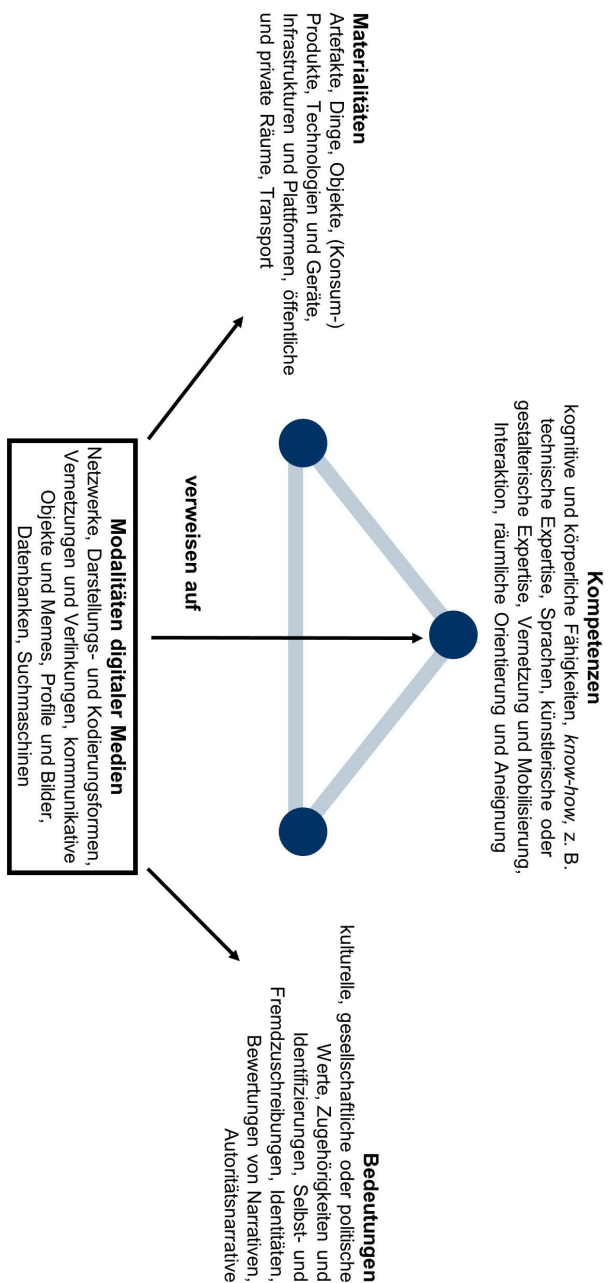 Kompetenzen
kognitive und körperliche Fähigkeiten, know-how, z. B.
technische Expertise, Sprachen, künstlerische oder
gestalterische Expertise, Vernetzung und Mobilisierung,
Interaktion, räumliche Orientierung und Aneignung
Materialitäten
Artefakte, Dinge, Objekte, (Konsum-)
Produkte, Technologien und Geräte,
Infrastrukturen und Plattformen, öffentliche
und private Räume, Transport
Bedeutungen
kulturelle, gesellschaftliche oder politische
Werte, Zugehörigkeiten und
Identifizierungen, Selbst- und
Fremdzuschreibungen, Identitäten,
Bewertungen von Narrativen,
Autoritätsnarrative
verweisen auf
Modalitäten digitaler Medien
Netzwerke, Darstellungs- und Kodierungsformen,
Vernetzungen und Verlinkungen, kommunikative
Objekte und Memes, Profile und Bilder,
Datenbanken, Suchmaschinen